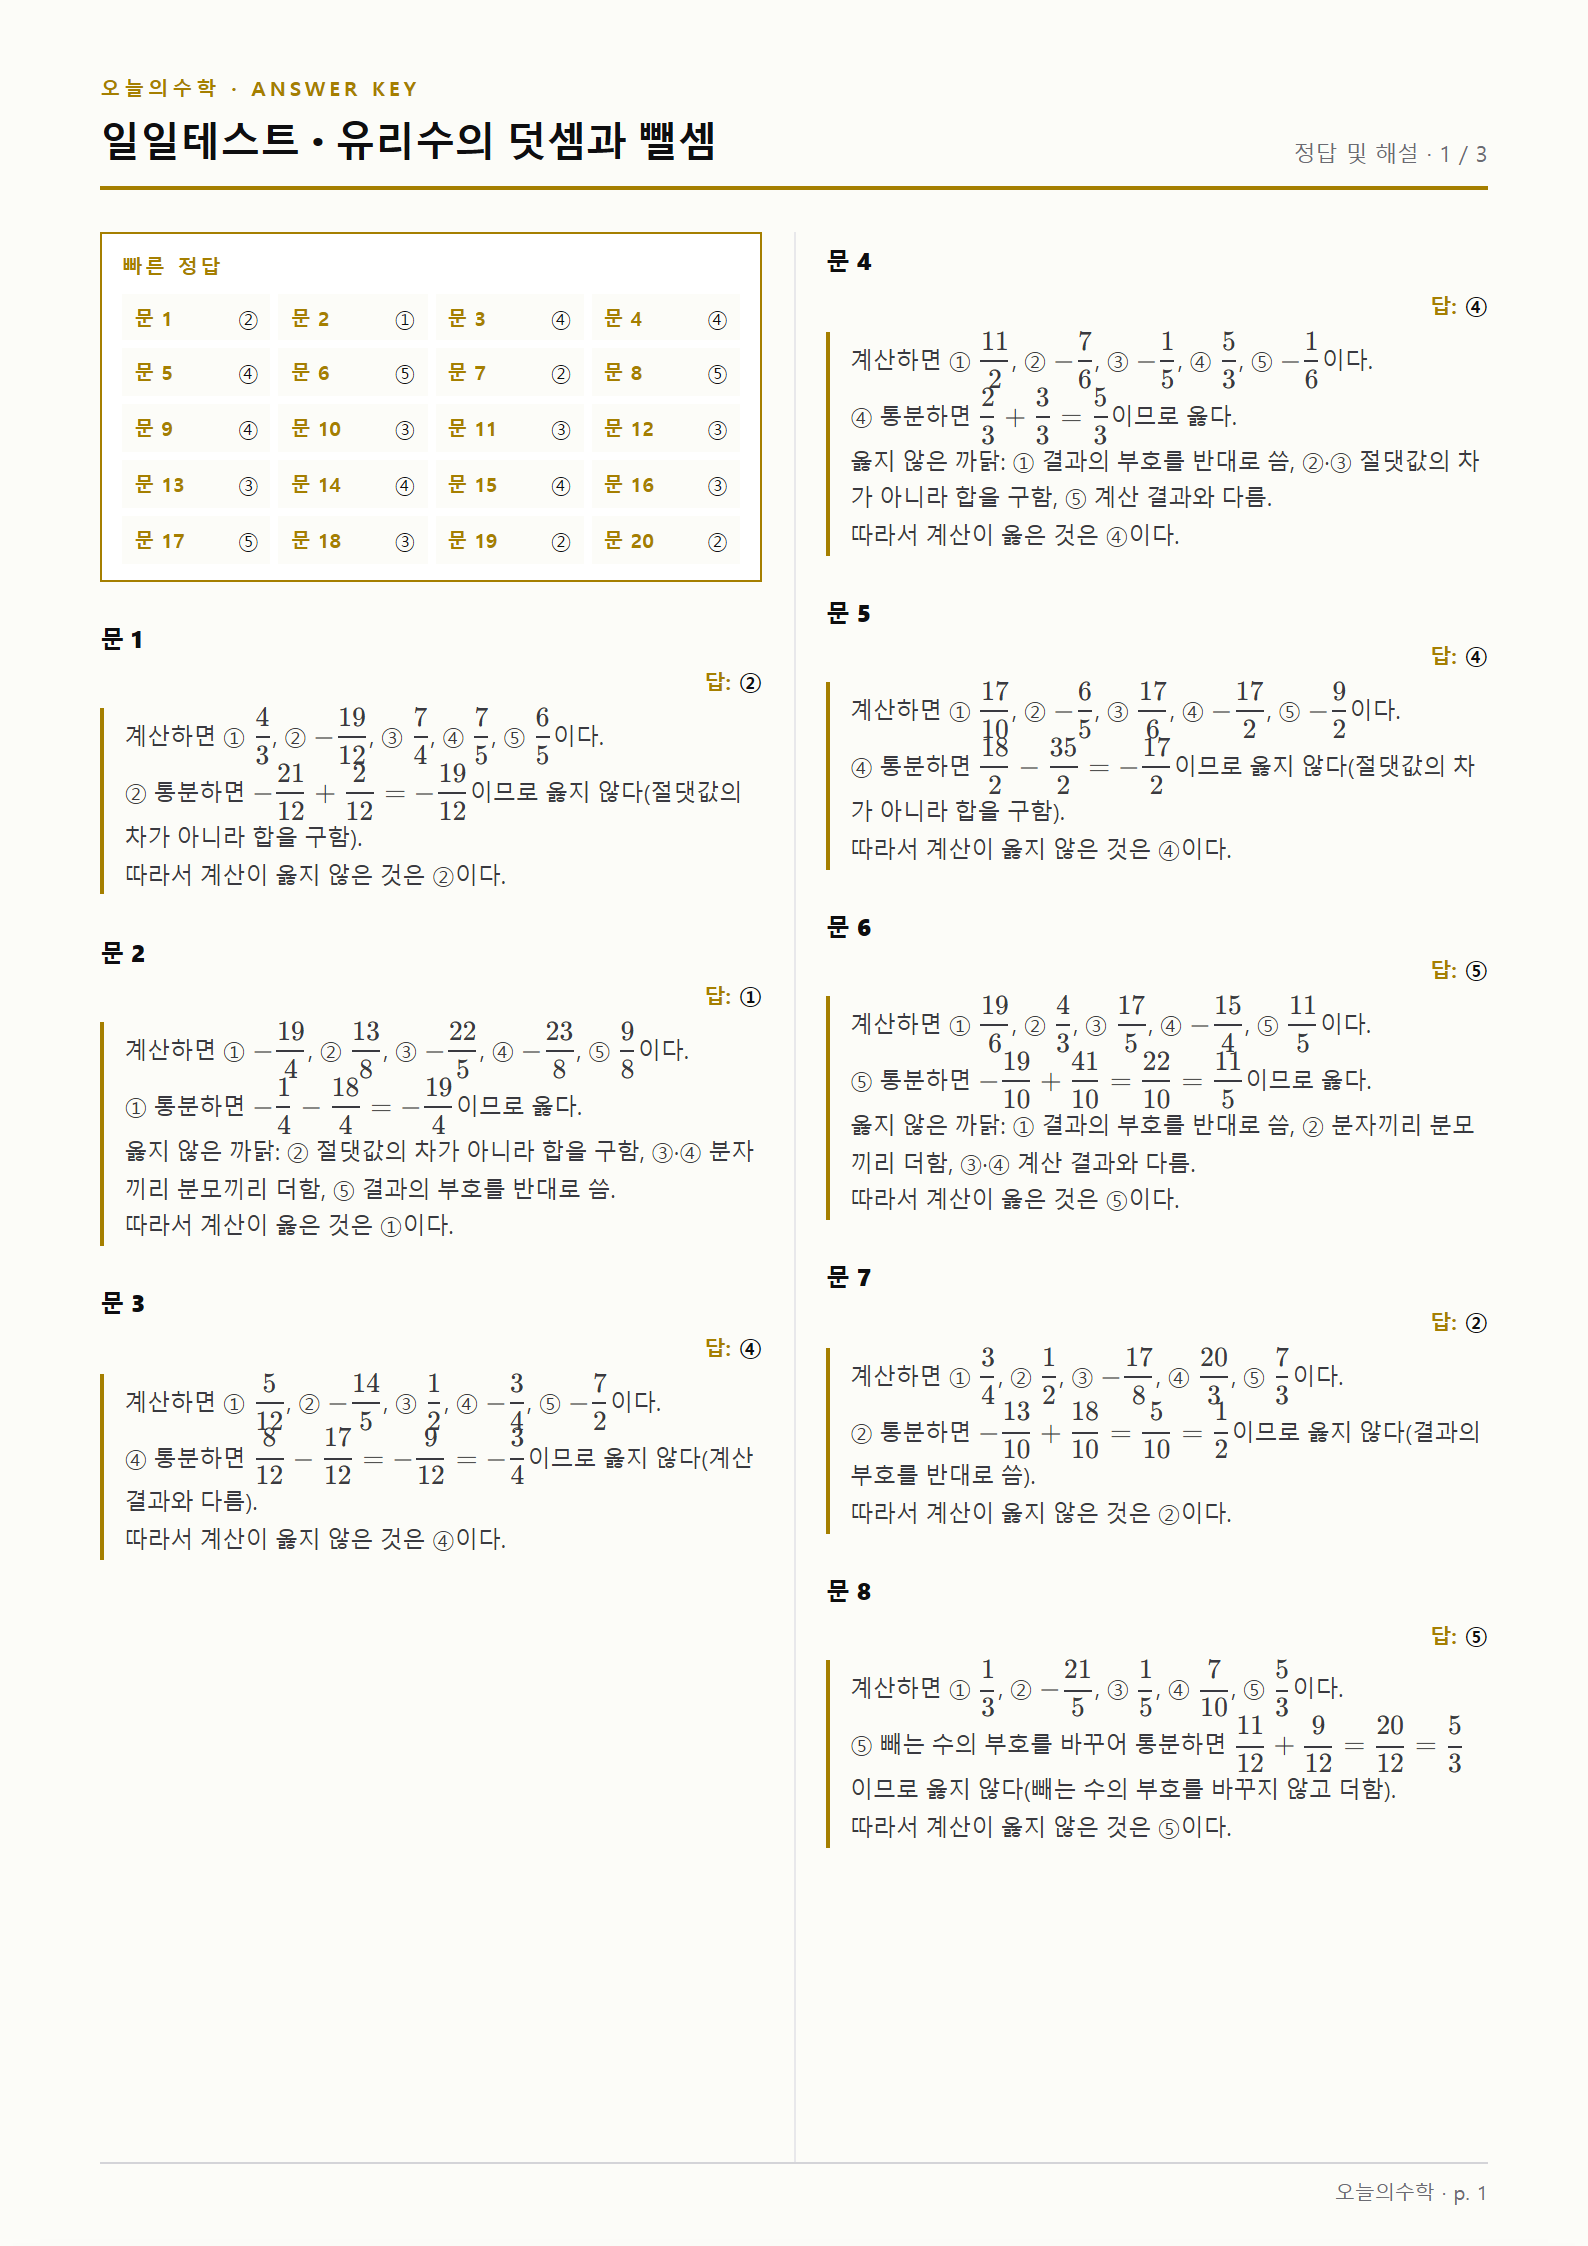 오늘의수학 · ANSWER KEY
일일테스트 · 유리수의 덧셈과 뺄셈
정답 및 해설 · 1 / 3
빠른 정답
문 1 ② 문 2 ① 문 3 ④ 문 4 ④
문 5 ④ 문 6 ⑤ 문 7 ② 문 8 ⑤
문 9 ④ 문 10 ③ 문 11 ③ 문 12 ③
문 13 ③ 문 14 ④ 문 15 ④ 문 16 ③
문 17 ⑤ 문 18 ③ 문 19 ② 문 20 ②
문 1
답: ②
계산하면 ① 4/3, ② −19/12, ③ 7/4, ④ 7/5, ⑤ 6/5이다.
② 통분하면 −21/12 + 2/12 = −19/12이므로 옳지 않다(절댓값의
차가 아니라 합을 구함).
따라서 계산이 옳지 않은 것은 ②이다.
문 2
답: ①
계산하면 ① −19/4, ② 13/8, ③ −22/5, ④ −23/8, ⑤ 9/8이다.
① 통분하면 −1/4 − 18/4 = −19/4이므로 옳다.
옳지 않은 까닭: ② 절댓값의 차가 아니라 합을 구함, ③·④ 분자
끼리 분모끼리 더함, ⑤ 결과의 부호를 반대로 씀.
따라서 계산이 옳은 것은 ①이다.
문 3
답: ④
계산하면 ① 5/12, ② −14/5, ③ 1/2, ④ −3/4, ⑤ −7/2이다.
④ 통분하면 8/12 − 17/12 = −9/12 = −3/4이므로 옳지 않다(계산
결과와 다름).
따라서 계산이 옳지 않은 것은 ④이다.
문 4
답: ④
계산하면 ① 11/2, ② −7/6, ③ −1/5, ④ 5/3, ⑤ −1/6이다.
④ 통분하면 2/3 + 3/3 = 5/3이므로 옳다.
옳지 않은 까닭: ① 결과의 부호를 반대로 씀, ②·③ 절댓값의 차
가 아니라 합을 구함, ⑤ 계산 결과와 다름.
따라서 계산이 옳은 것은 ④이다.
문 5
답: ④
계산하면 ① 17/10, ② −6/5, ③ 17/6, ④ −17/2, ⑤ −9/2이다.
④ 통분하면 18/2 − 35/2 = −17/2이므로 옳지 않다(절댓값의 차
가 아니라 합을 구함).
따라서 계산이 옳지 않은 것은 ④이다.
문 6
답: ⑤
계산하면 ① 19/6, ② 4/3, ③ 17/5, ④ −15/4, ⑤ 11/5이다.
⑤ 통분하면 −19/10 + 41/10 = 22/10 = 11/5이므로 옳다.
옳지 않은 까닭: ① 결과의 부호를 반대로 씀, ② 분자끼리 분모
끼리 더함, ③·④ 계산 결과와 다름.
따라서 계산이 옳은 것은 ⑤이다.
문 7
답: ②
계산하면 ① 3/4, ② 1/2, ③ −17/8, ④ 20/3, ⑤ 7/3이다.
② 통분하면 −13/10 + 18/10 = 5/10 = 1/2이므로 옳지 않다(결과의
부호를 반대로 씀).
따라서 계산이 옳지 않은 것은 ②이다.
문 8
답: ⑤
계산하면 ① 1/3, ② −21/5, ③ 1/5, ④ 7/10, ⑤ 5/3이다.
⑤ 빼는 수의 부호를 바꾸어 통분하면 11/12 + 9/12 = 20/12 = 5/3
이므로 옳지 않다(빼는 수의 부호를 바꾸지 않고 더함).
따라서 계산이 옳지 않은 것은 ⑤이다.
오늘의수학 · p. 1